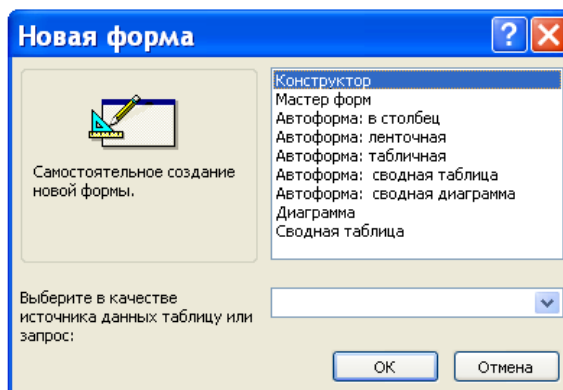 Новая форма
Конструктор
Мастер форм
Автоформа: в столбец
Автоформа: ленточная
Автоформа: табличная
Автоформа: сводная таблица
Автоформа: сводная диаграмма
Диаграмма
Сводная таблица
Самостоятельное создание
новой формы.
Выберите в качестве
источника данных таблицу или
запрос:
ОК
Отмена